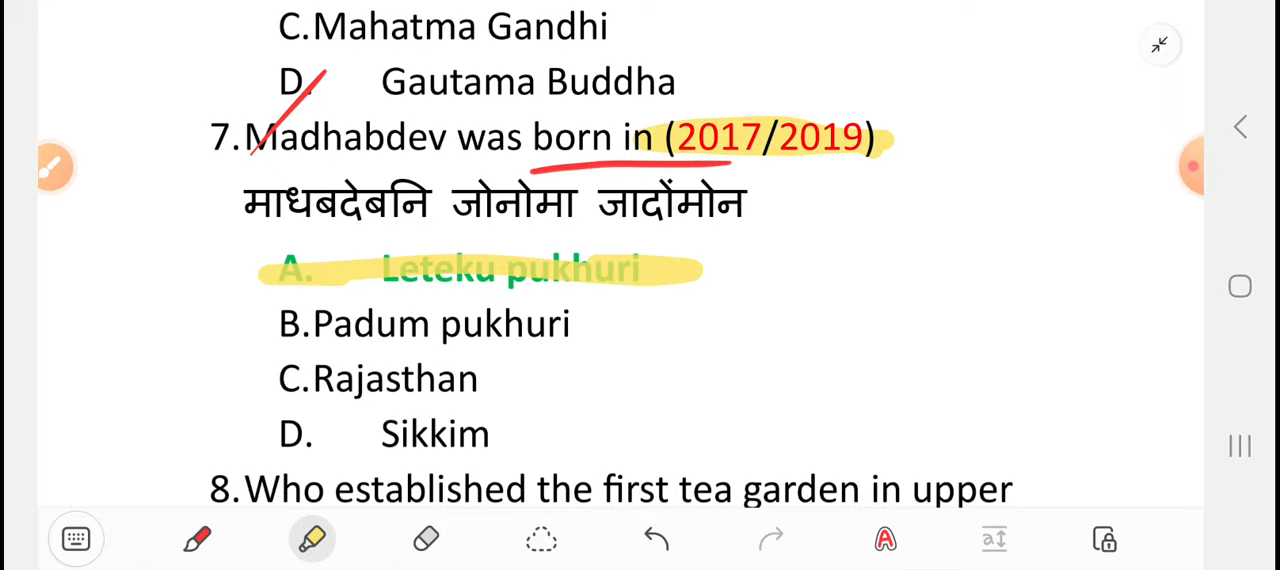 C.Mahatma Gandhi
D. Gautama Buddha
7.Madhabdev was born in (2017/2019)
माधबदेबनि जोनोमा जादोंमोन
A. Leteku pukhuri
B.Padum pukhuri
C.Rajasthan
D. Sikkim
8.Who established the first tea garden in upper